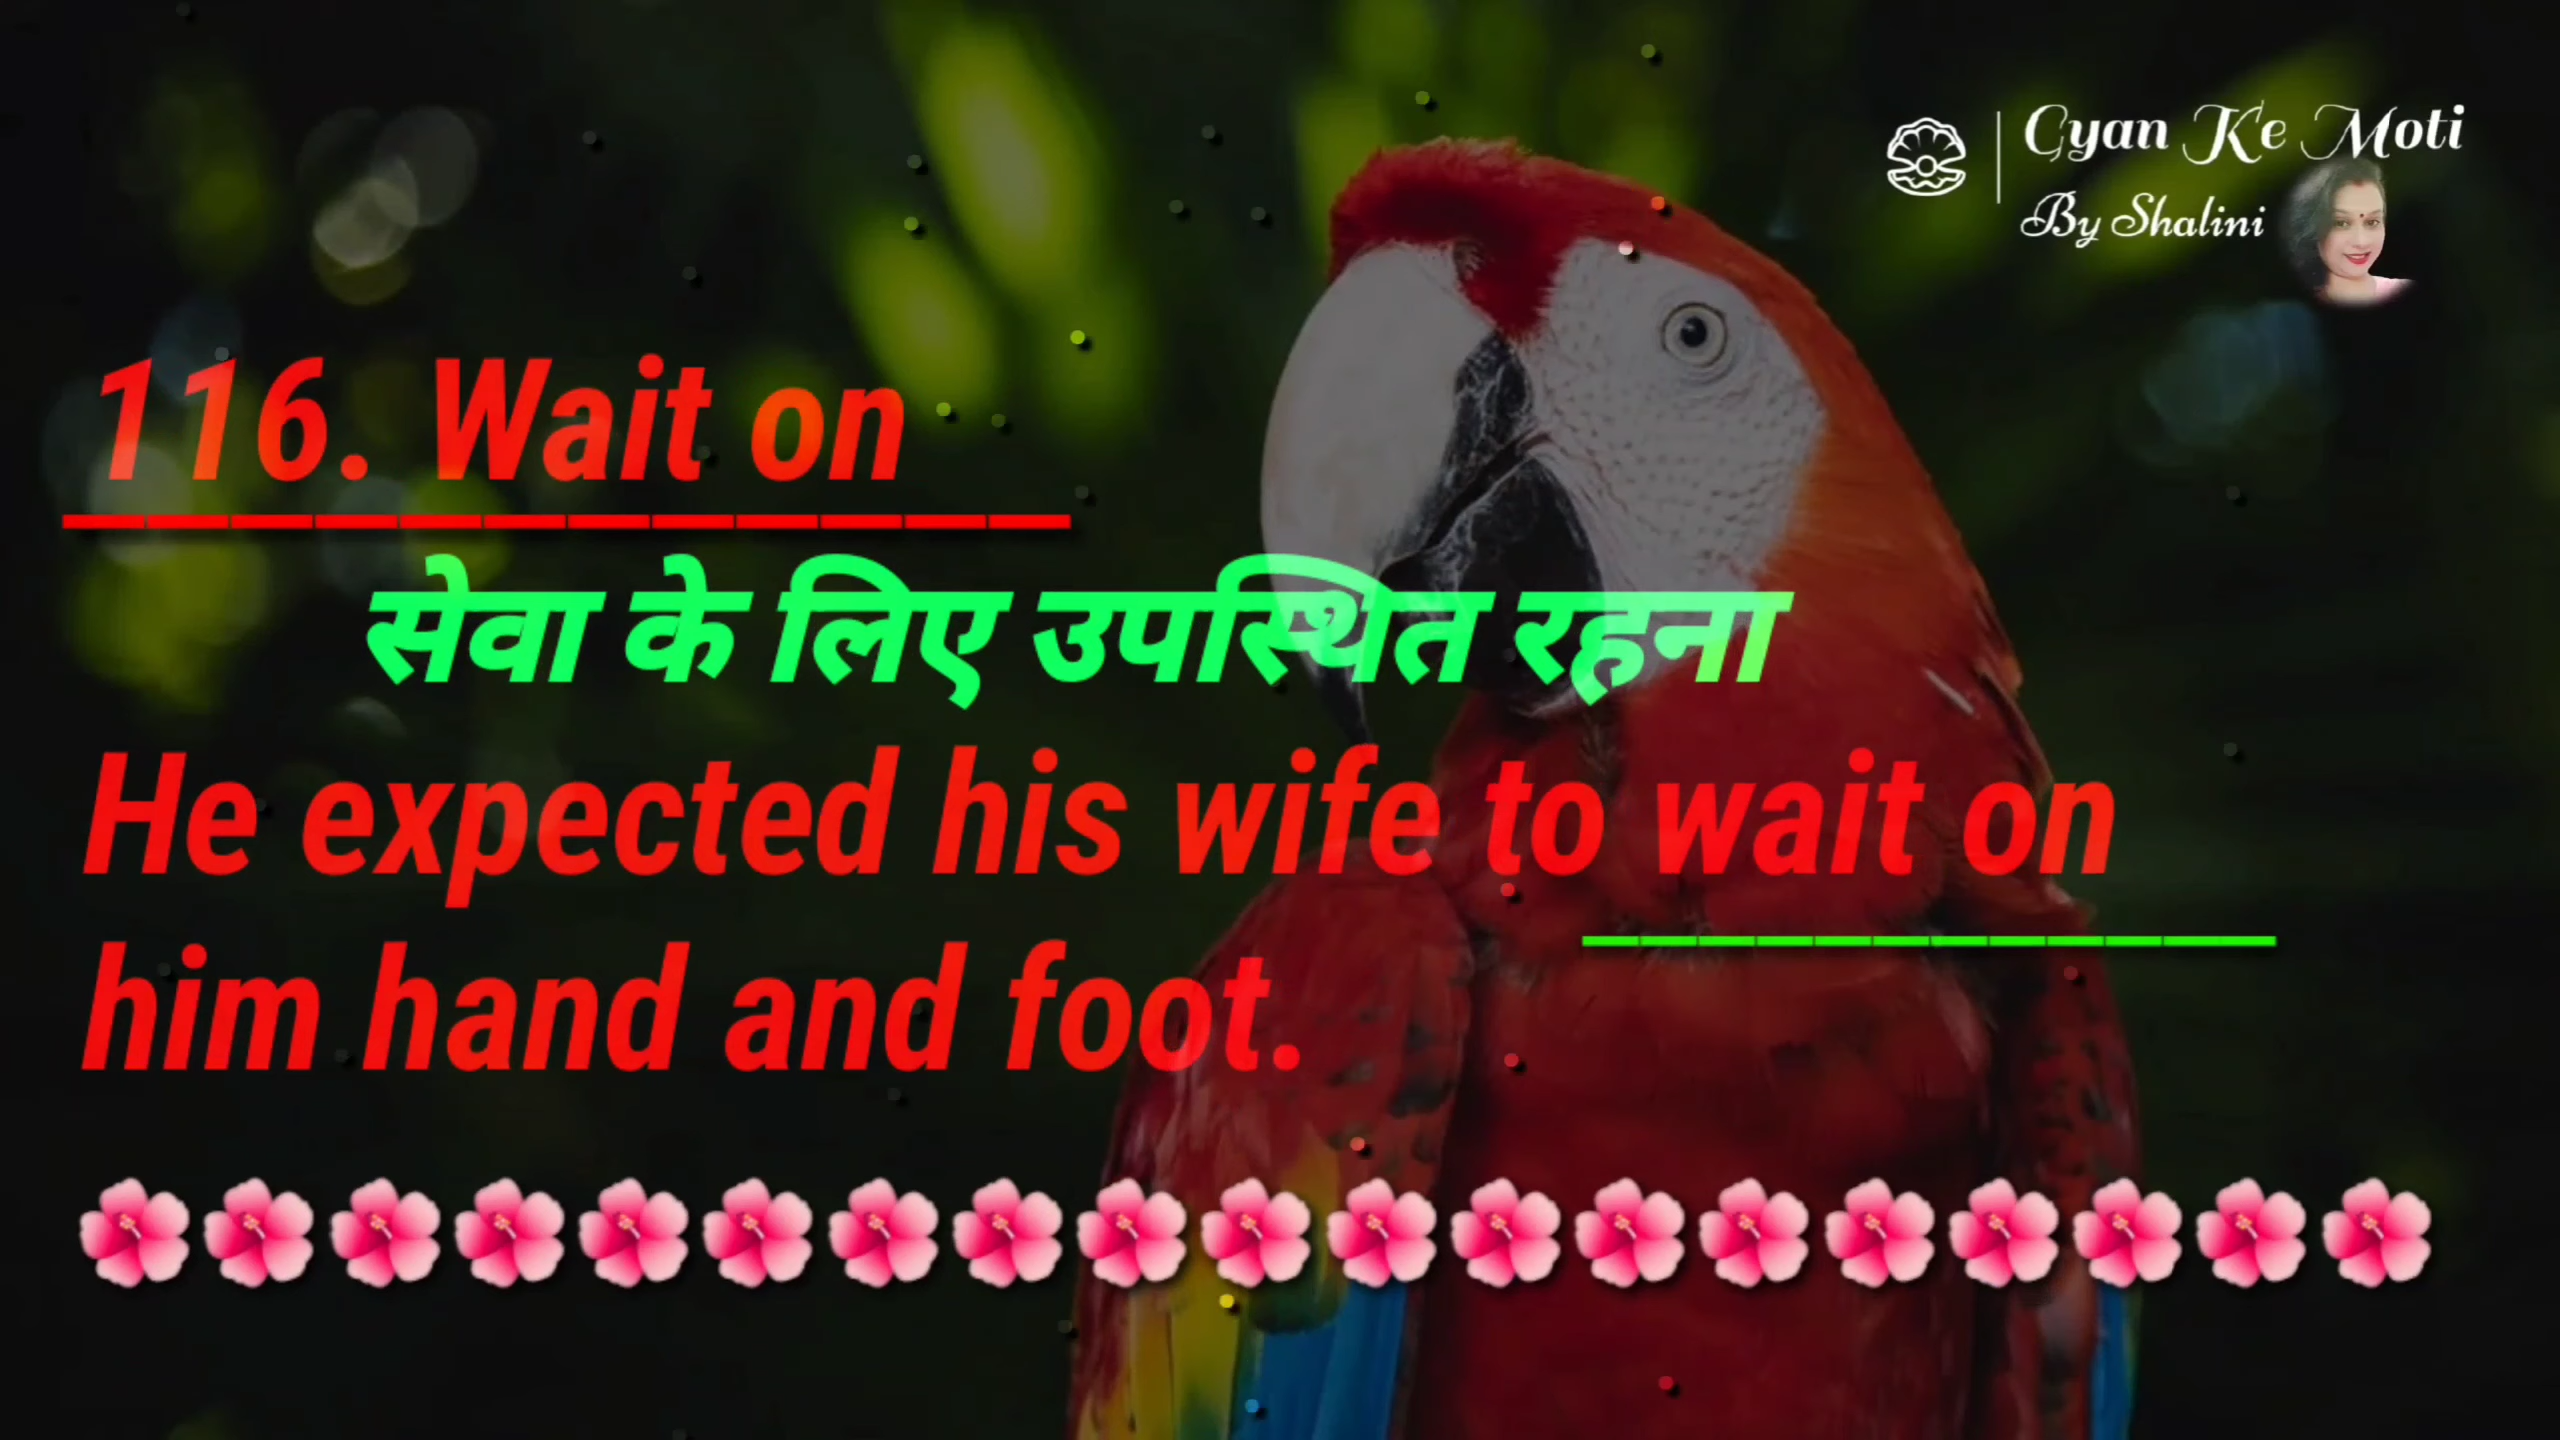 Gyan Ke Moti
By Shalini
116. Wait on
सेवा के लिए उपस्थित रहना
He expected his wife to wait on
him hand and foot.